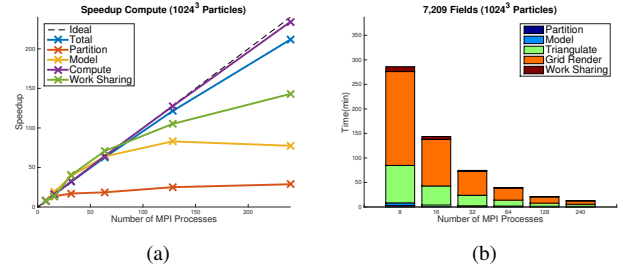 Speedup Compute (1024³ Particles)
Ideal
Total
Partition
Model
Compute
Work Sharing
Speedup
200
150
100
50
0
0
50
100
150
200
Number of MPI Processes
(a)
7,209 Fields (1024³ Particles)
Partition
Model
Triangulate
Grid Render
Work Sharing
Time(min)
350
300
250
200
150
100
50
0
8
16
32
64
128
240
Number of MPI Processes
(b)